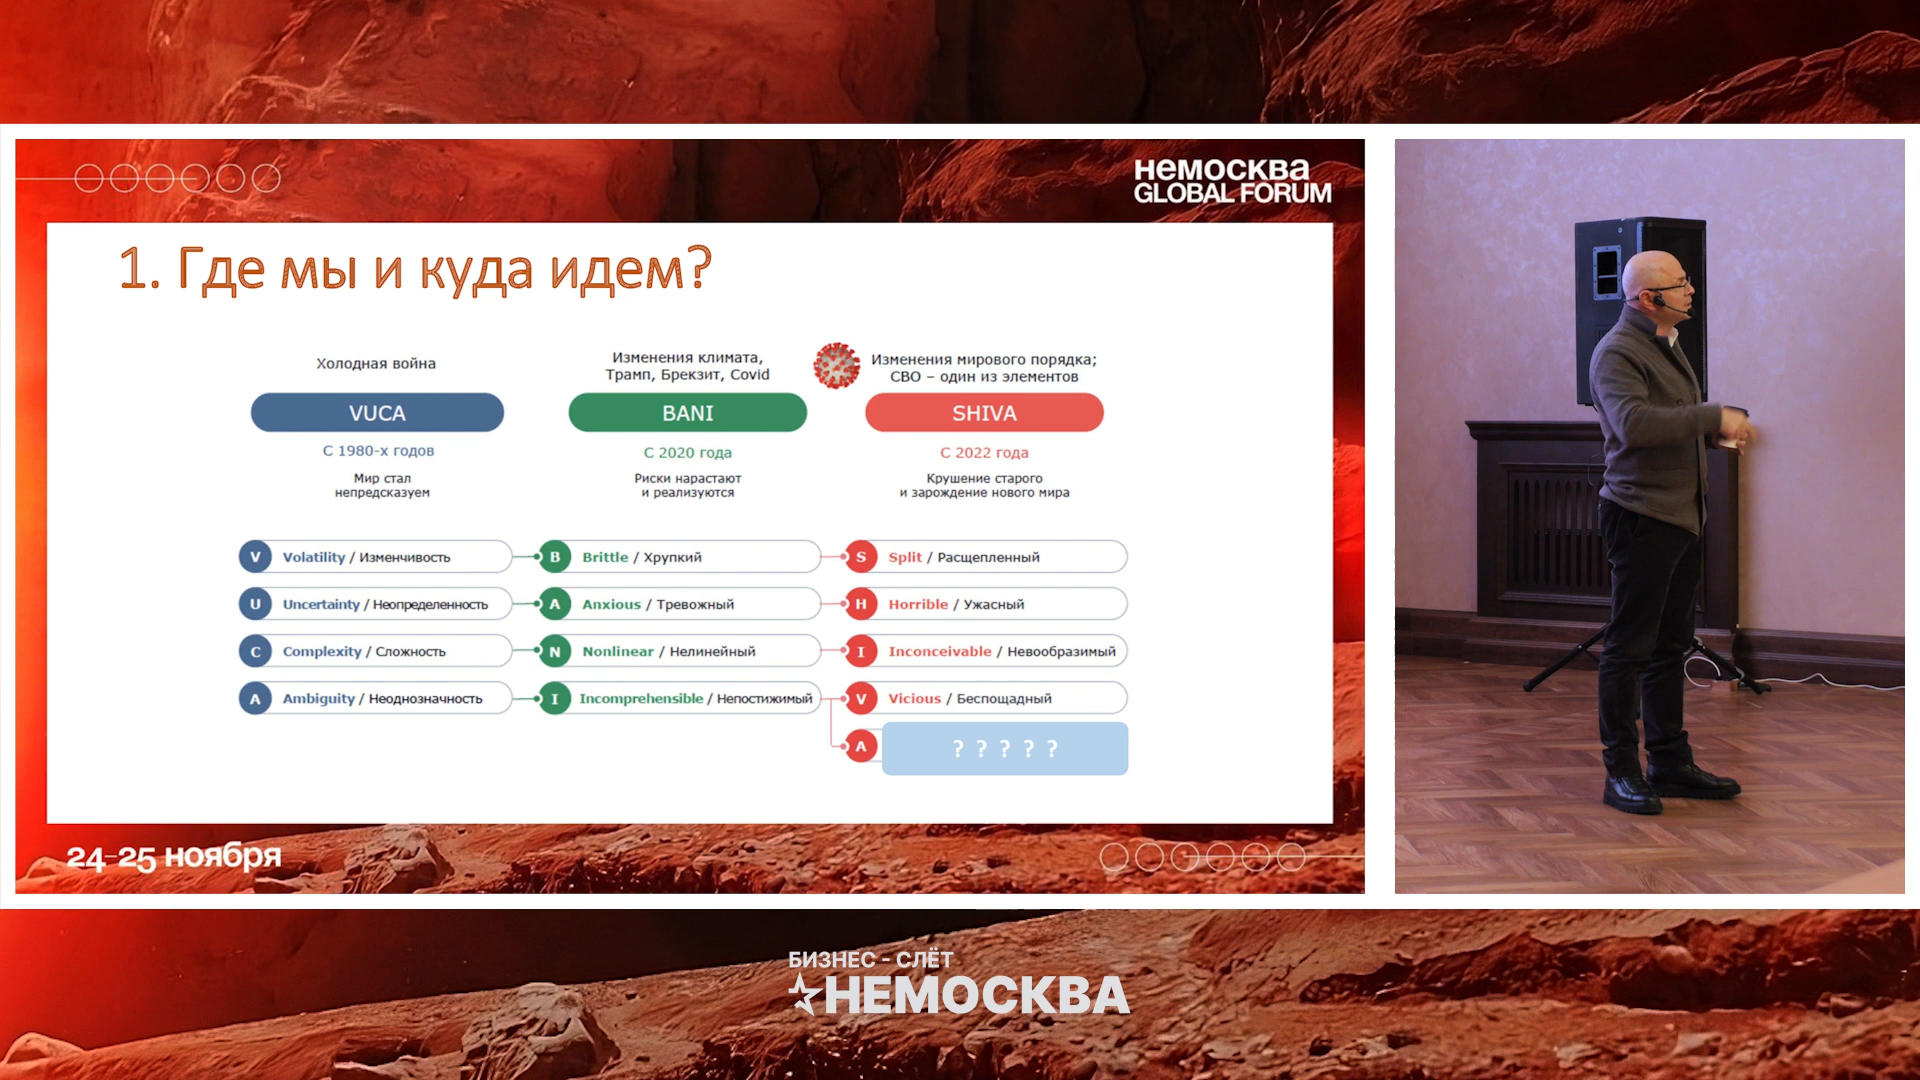 немосква
GLOBAL FORUM
1. Где мы и куда идем?
Холодная война
VUCA
С 1980-х годов
Мир стал
непредсказуем
Изменения климата,
Трамп, Брекзит, Covid
BANI
С 2020 года
Риски нарастают
и реализуются
Изменения мирового порядка;
СВО – один из элементов
SHIVA
С 2022 года
Крушение старого
и зарождение нового мира
V Volatility / Изменчивость
U Uncertainty / Неопределенность
C Complexity / Сложность
A Ambiguity / Неоднозначность
B Brittle / Хрупкий
A Anxious / Тревожный
N Nonlinear / Нелинейный
I Incomprehensible / Непостижимый
S Split / Расщепленный
H Horrible / Ужасный
I Inconceivable / Невообразимый
V Vicious / Беспощадный
A ? ? ? ? ?
24-25 ноября
БИЗНЕС - СЛЁТ
НЕМОСКВА